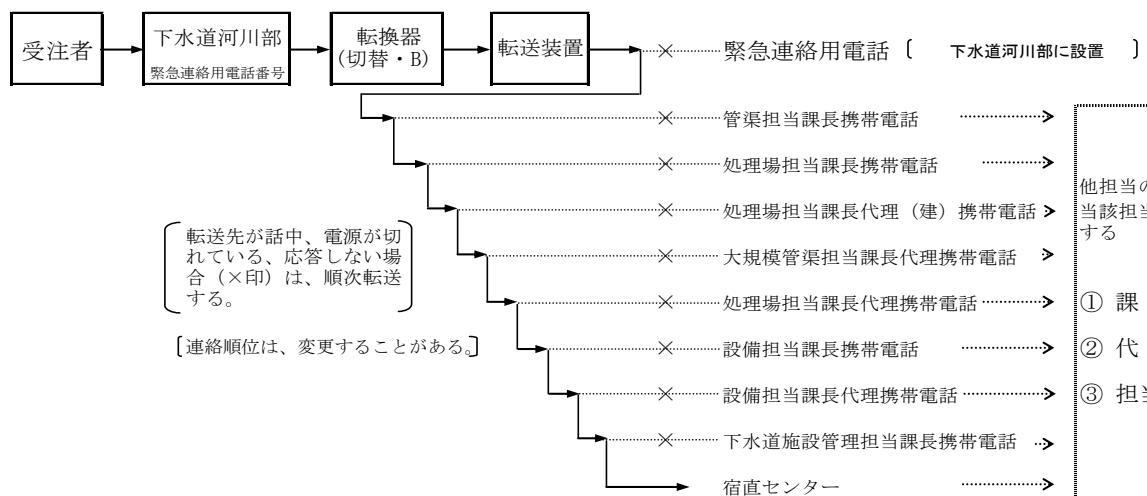 受注者
下水道河川部
緊急連絡用電話番号
転換器
(切替・B)
転送装置
× 緊急連絡用電話 〔 下水道河川部に設置 〕
× 管渠担当課長携帯電話
× 処理場担当課長携帯電話
× 処理場担当課長代理（建）携帯電話
× 大規模管渠担当課長代理携帯電話
× 処理場担当課長代理携帯電話
× 設備担当課長携帯電話
× 設備担当課長代理携帯電話
× 下水道施設管理担当課長携帯電話
宿直センター
転送先が話中、電源が切
れている、応答しない場
合（×印）は、順次転送
する。
〔連絡順位は、変更することがある。〕
他担当の
当該担当
する
① 課
② 代
③ 担当